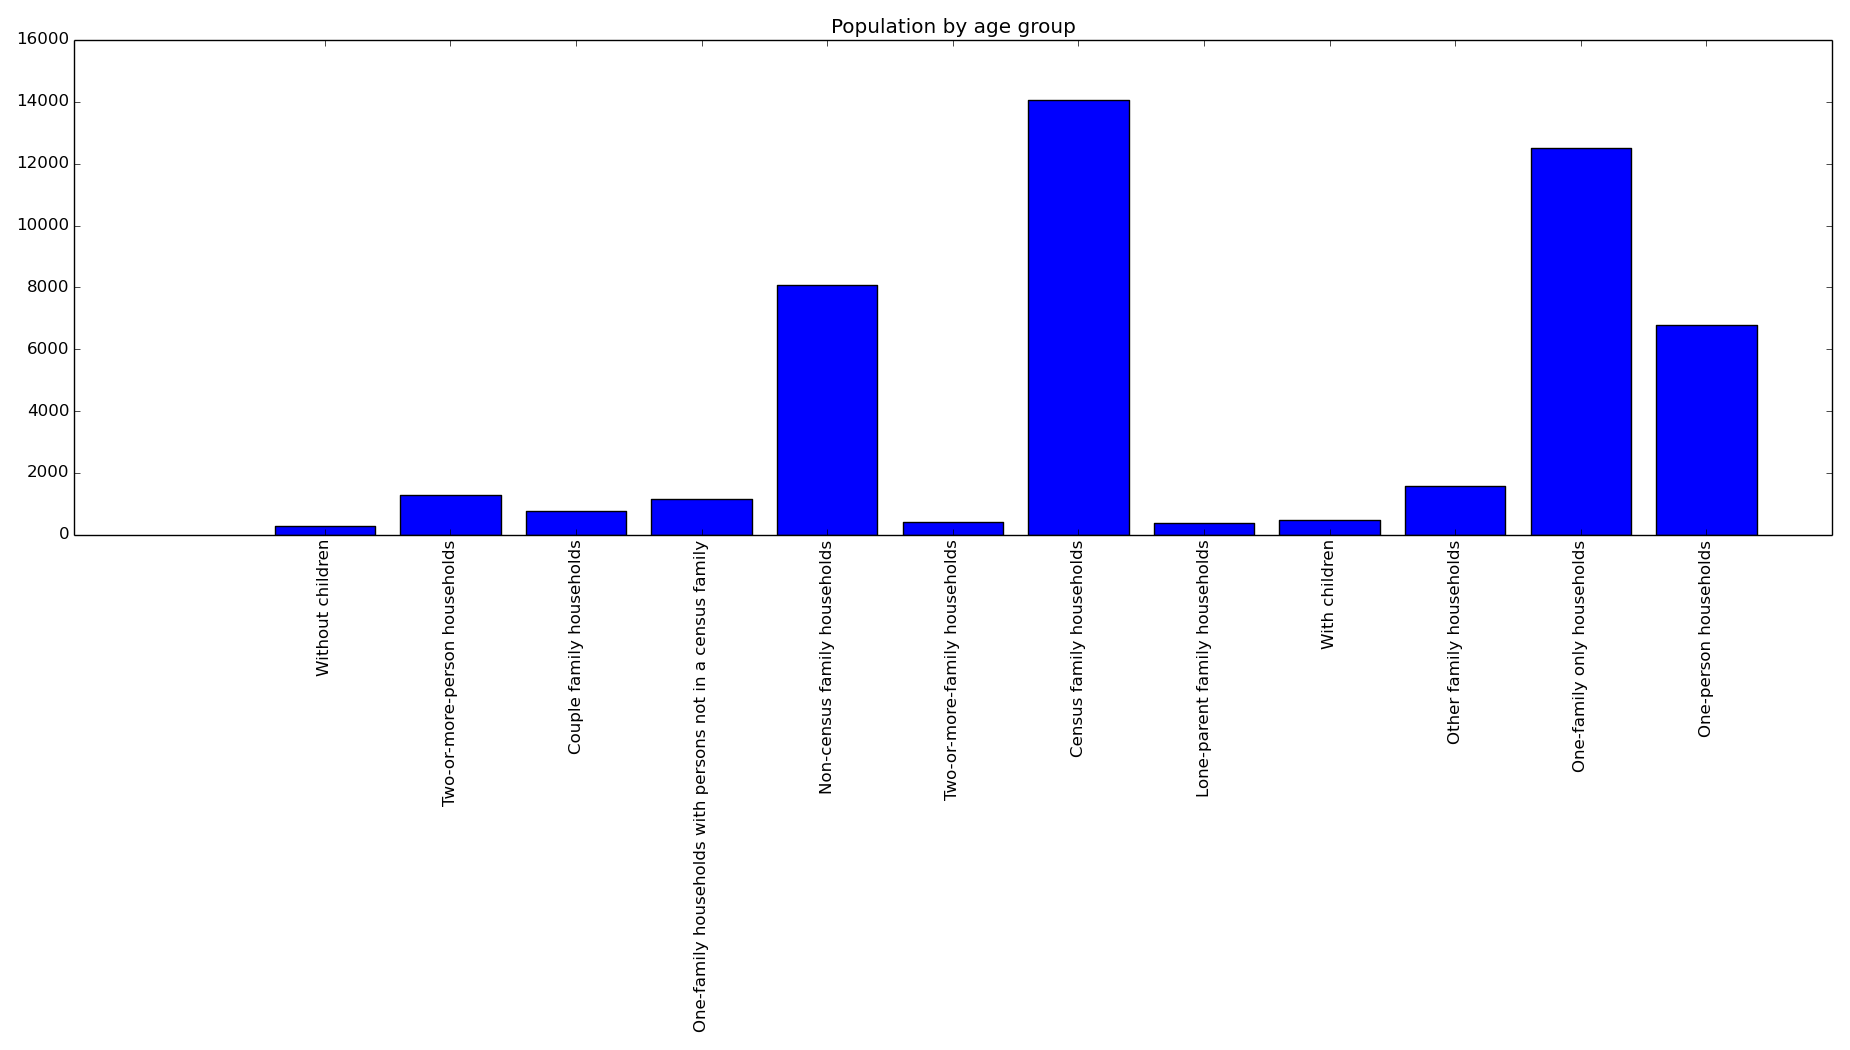 Population by age group
16000
14000
12000
10000
8000
6000
4000
2000
0
Without children
Two-or-more-person households
Couple family households
One-family households with persons not in a census family
Non-census family households
Two-or-more-family households
Census family households
Lone-parent family households
With children
Other family households
One-family only households
One-person households